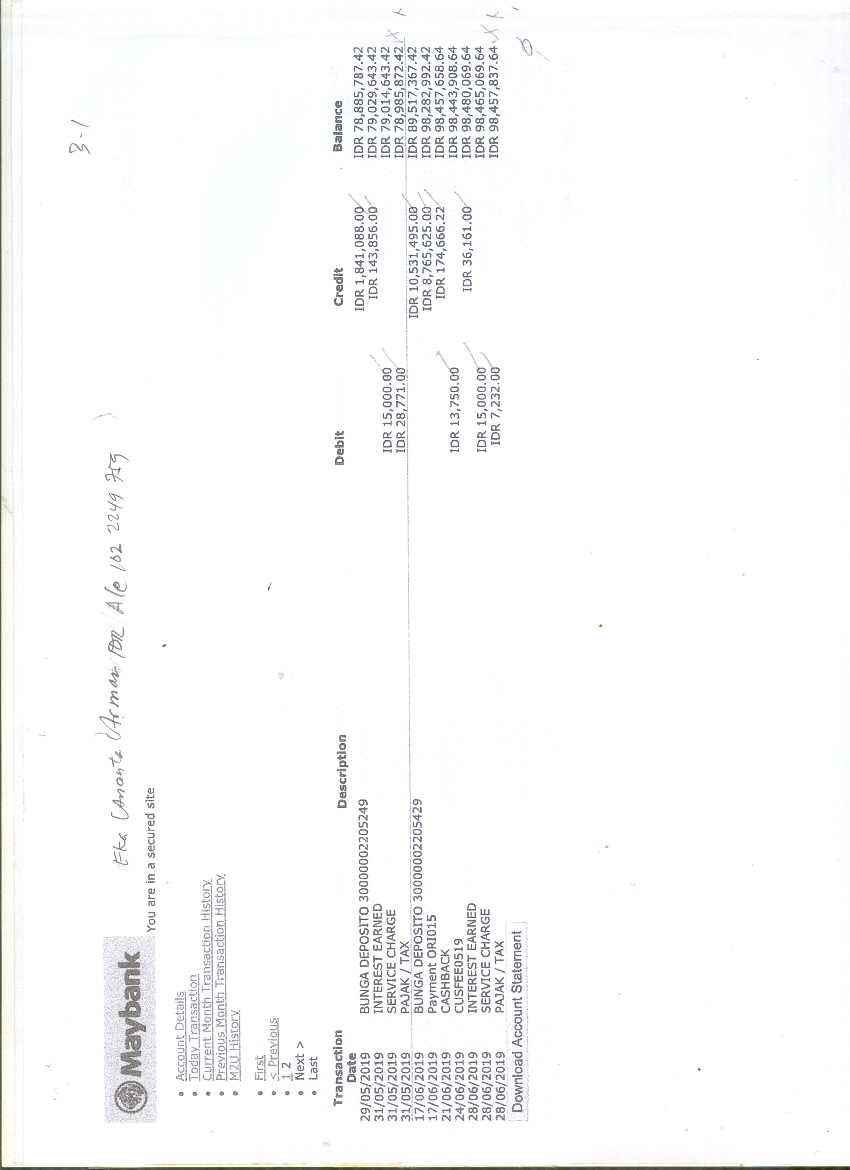 3-1
Eka Ananta (Arman PDR A/c 102 2249 759 )
Maybank
You are in a secured site
• Account Details
• Today Transaction
• Current Month Transaction History
• Previous Month Transaction History
• M2U History
• First
• < Previous
• 1 2
• Next >
• Last
Transaction Date Description Debit Credit Balance
29/05/2019 BUNGA DEPOSITO 30000002205249 IDR 1,841,088.00 IDR 78,885,787.42
31/05/2019 INTEREST EARNED IDR 143,856.00 IDR 79,029,643.42
31/05/2019 SERVICE CHARGE IDR 15,000.00 IDR 79,014,643.42
31/05/2019 PAJAK / TAX IDR 28,771.00 IDR 78,985,872.42
17/06/2019 BUNGA DEPOSITO 30000002205429 IDR 10,531,495.00 IDR 89,517,367.42
17/06/2019 Payment ORI015 IDR 8,765,625.00 IDR 98,282,992.42
21/06/2019 CASHBACK IDR 174,666.22 IDR 98,457,658.64
24/06/2019 CUSFEE0519 IDR 13,750.00 IDR 98,443,908.64
28/06/2019 INTEREST EARNED IDR 36,161.00 IDR 98,480,069.64
28/06/2019 SERVICE CHARGE IDR 15,000.00 IDR 98,465,069.64
28/06/2019 PAJAK / TAX IDR 7,232.00 IDR 98,457,837.64
Download Account Statement